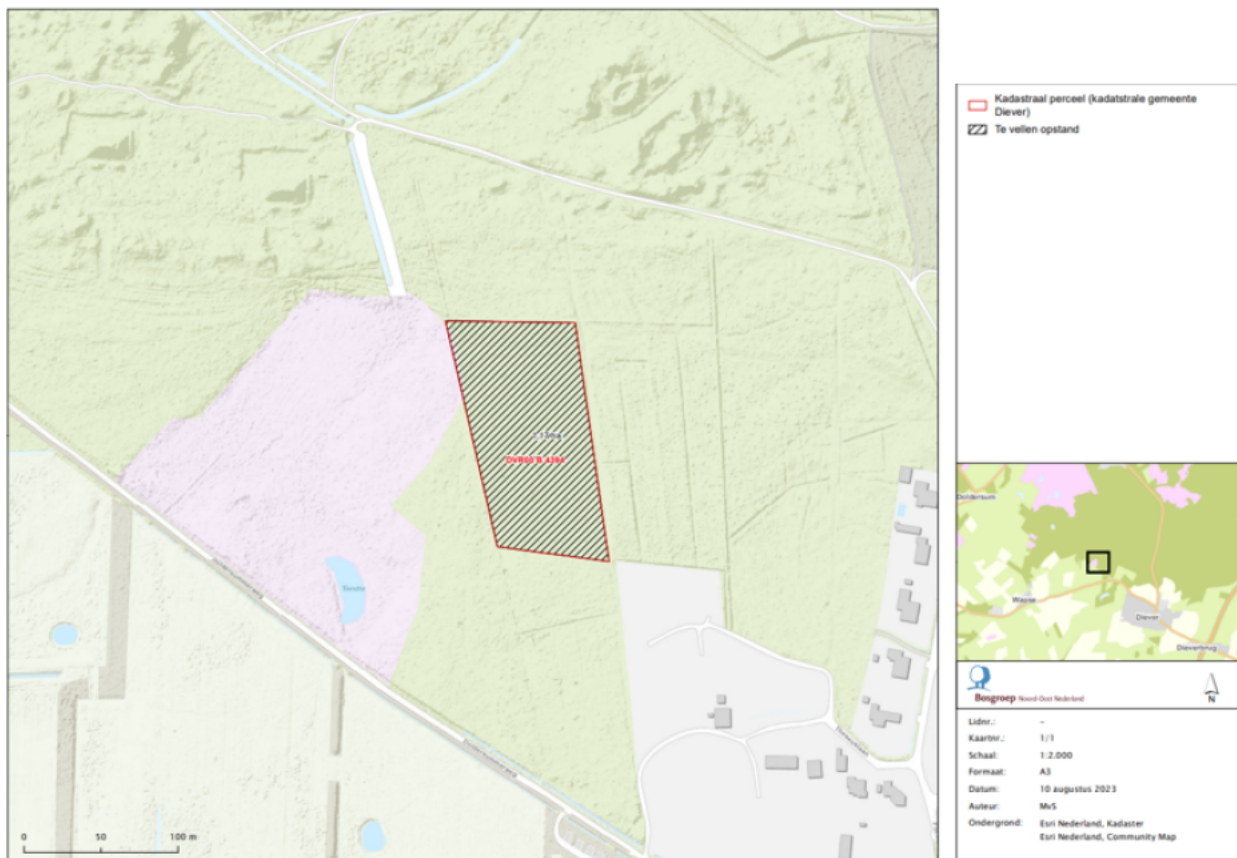 Kadastraal perceel (kadatstrale gemeente
Diever)
Te vellen opstand
DVR00 B 4394
0 50 100 m
Doldersum
Wapse
Diever
Dieverbrug
Bosgroep Noord-Oost Nederland
N
Lidnr.: -
Kaartnr.: 1/1
Schaal: 1:2.000
Formaat: A3
Datum: 10 augustus 2023
Auteur: MvS
Ondergrond: Esri Nederland, Kadaster
Esri Nederland, Community Map